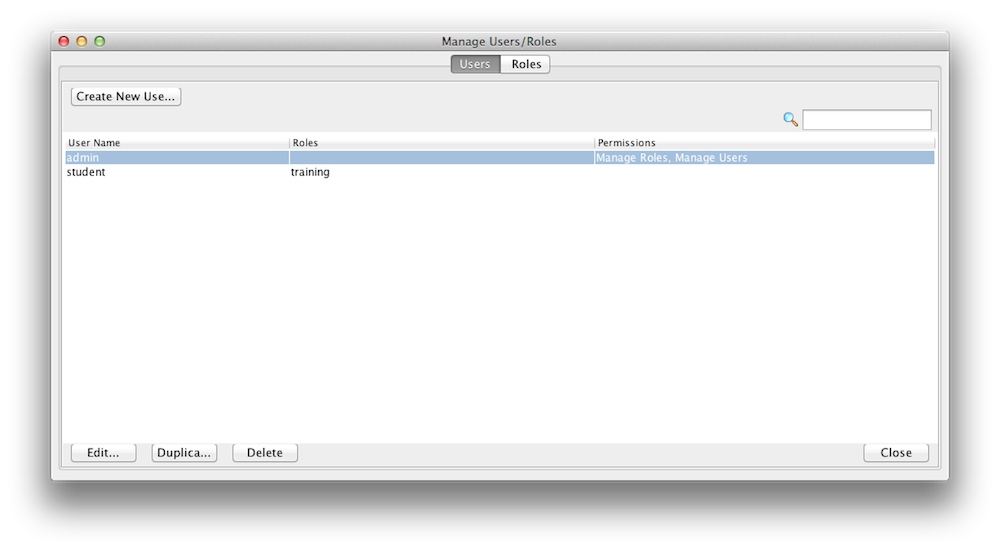 Manage Users/Roles
Users Roles
Create New Use...
User Name Roles Permissions
admin Manage Roles, Manage Users
student training
Edit... Duplica... Delete Close